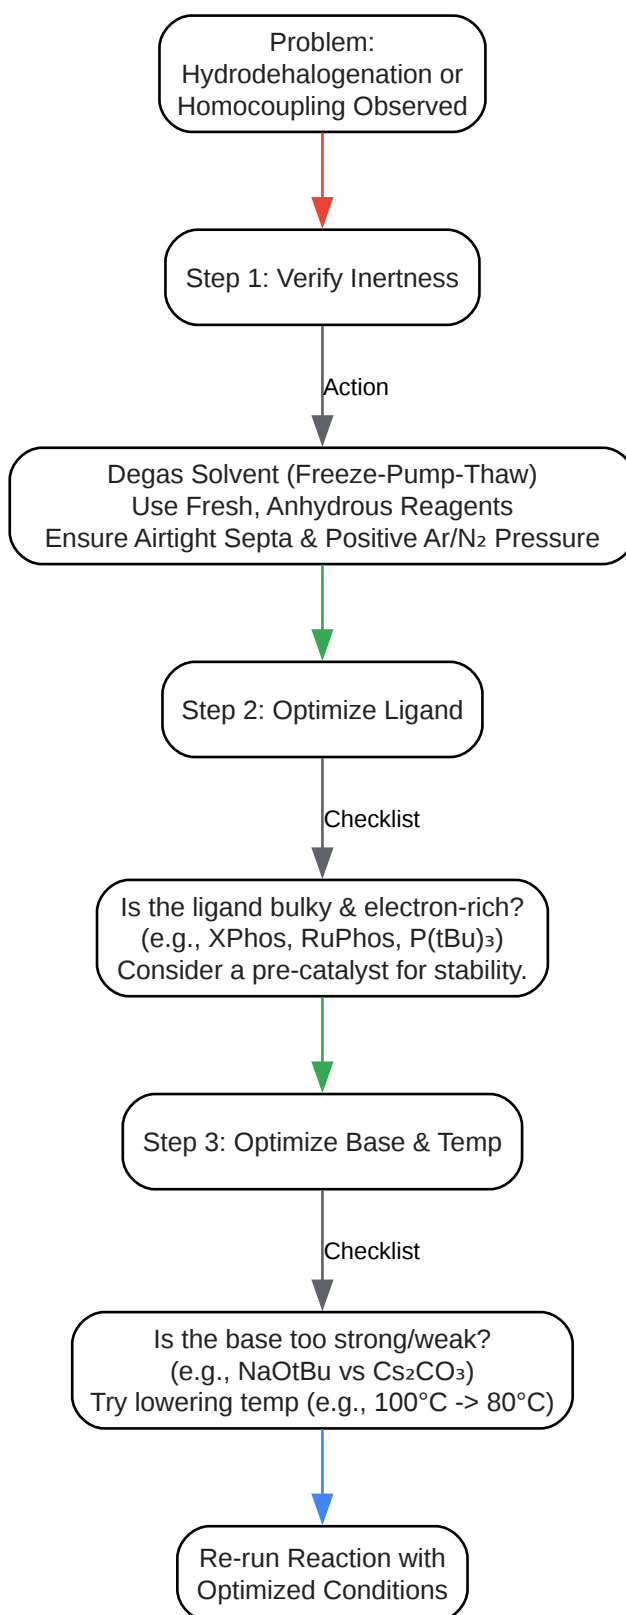 Problem:
Hydrodehalogenation or
Homocoupling Observed
Step 1: Verify Inertness
Action
Degas Solvent (Freeze-Pump-Thaw)
Use Fresh, Anhydrous Reagents
Ensure Airtight Septa & Positive Ar/N₂ Pressure
Step 2: Optimize Ligand
Checklist
Is the ligand bulky & electron-rich?
(e.g., XPhos, RuPhos, P(tBu)₃)
Consider a pre-catalyst for stability.
Step 3: Optimize Base & Temp
Checklist
Is the base too strong/weak?
(e.g., NaOtBu vs Cs₂CO₃)
Try lowering temp (e.g., 100°C -> 80°C)
Re-run Reaction with
Optimized Conditions